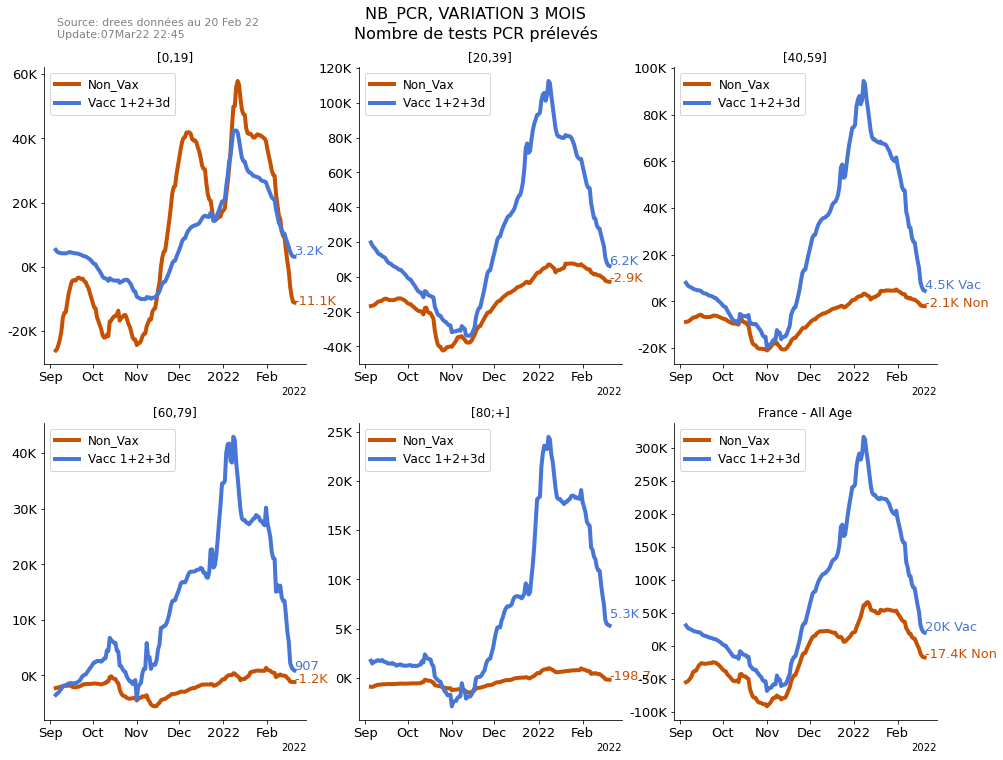 NB_PCR, VARIATION 3 MOIS
Nombre de tests PCR prélevés
Source: drees données au 20 Feb 22
Update:07Mar22 22:45
[0,19]
Non_Vax
Vacc 1+2+3d
60K
40K
20K
0K
-20K
3.2K
-11.1K
Sep Oct Nov Dec 2022 Feb
2022
[20,39]
Non_Vax
Vacc 1+2+3d
120K
100K
80K
60K
40K
20K
0K
-20K
-40K
6.2K
-2.9K
Sep Oct Nov Dec 2022 Feb
2022
[40,59]
Non_Vax
Vacc 1+2+3d
100K
80K
60K
40K
20K
0K
-20K
4.5K Vac
-2.1K Non
Sep Oct Nov Dec 2022 Feb
2022
[60,79]
Non_Vax
Vacc 1+2+3d
40K
30K
20K
10K
0K
907
-1.2K
Sep Oct Nov Dec 2022 Feb
2022
[80;+]
Non_Vax
Vacc 1+2+3d
25K
20K
15K
10K
5K
0K
5.3K
-198.7
Sep Oct Nov Dec 2022 Feb
2022
France - All Age
Non_Vax
Vacc 1+2+3d
300K
250K
200K
150K
100K
50K
0K
-50K
-100K
20K Vac
-17.4K Non
Sep Oct Nov Dec 2022 Feb
2022